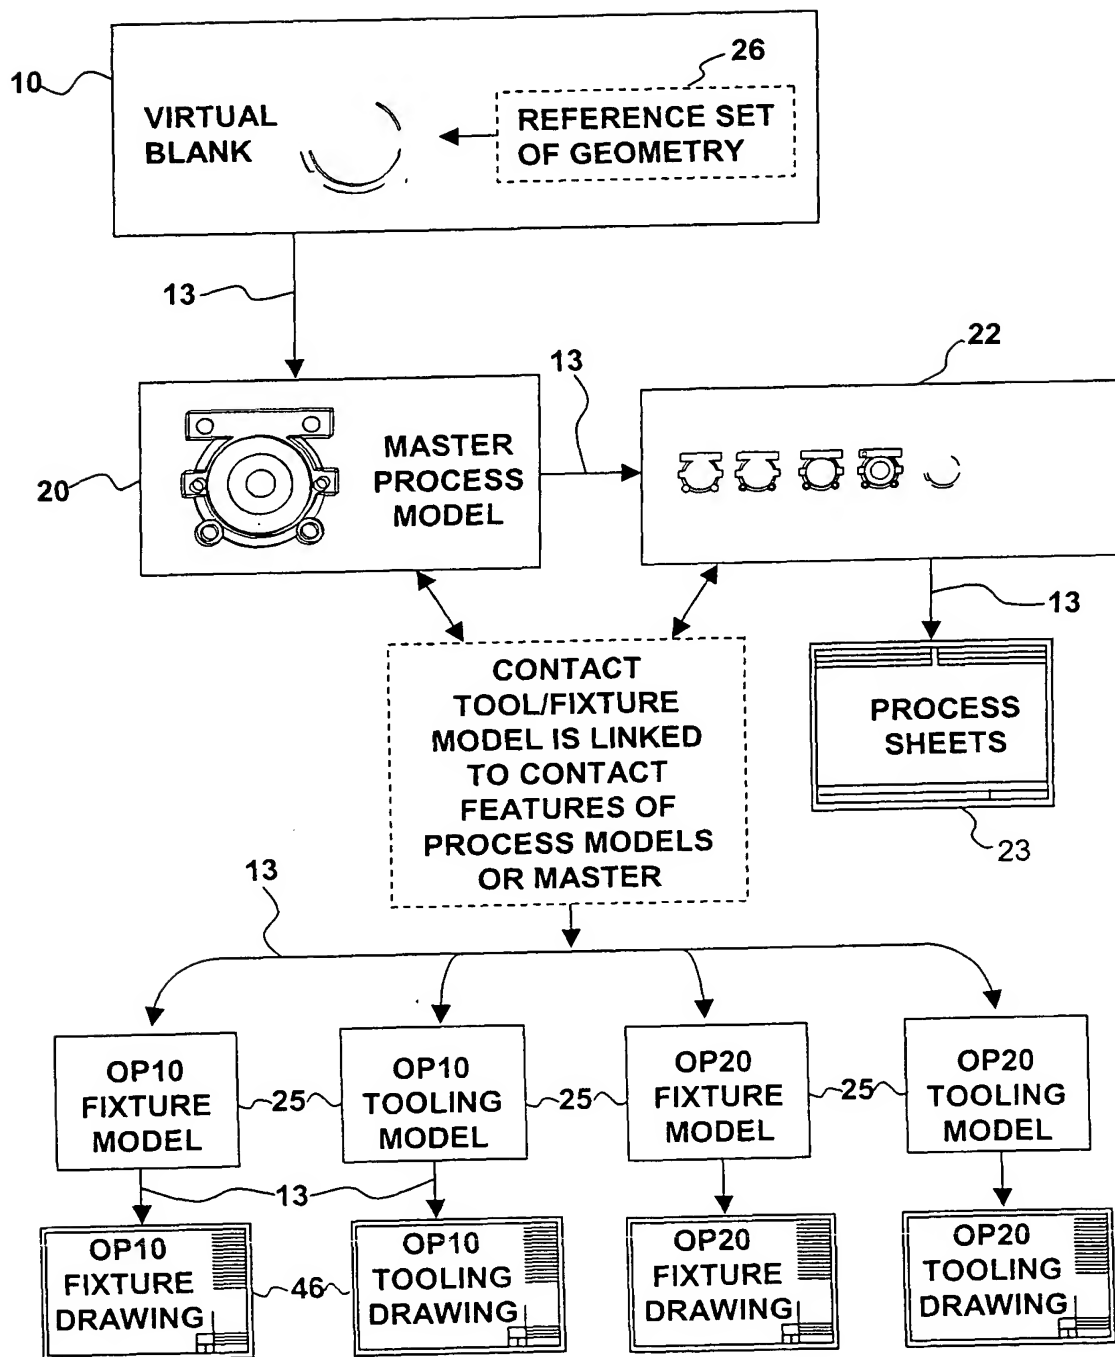 26
10
VIRTUAL
BLANK
REFERENCE SET
OF GEOMETRY
13
22
13
20
MASTER
PROCESS
MODEL
13
PROCESS
SHEETS
23
CONTACT
TOOL/FIXTURE
MODEL IS LINKED
TO CONTACT
FEATURES OF
PROCESS MODELS
OR MASTER
13
OP10
FIXTURE
MODEL
25
OP10
TOOLING
MODEL
25
OP20
FIXTURE
MODEL
25
OP20
TOOLING
MODEL
13
OP10
FIXTURE
DRAWING
46
OP10
TOOLING
DRAWING
OP20
FIXTURE
DRAWING
OP20
TOOLING
DRAWING